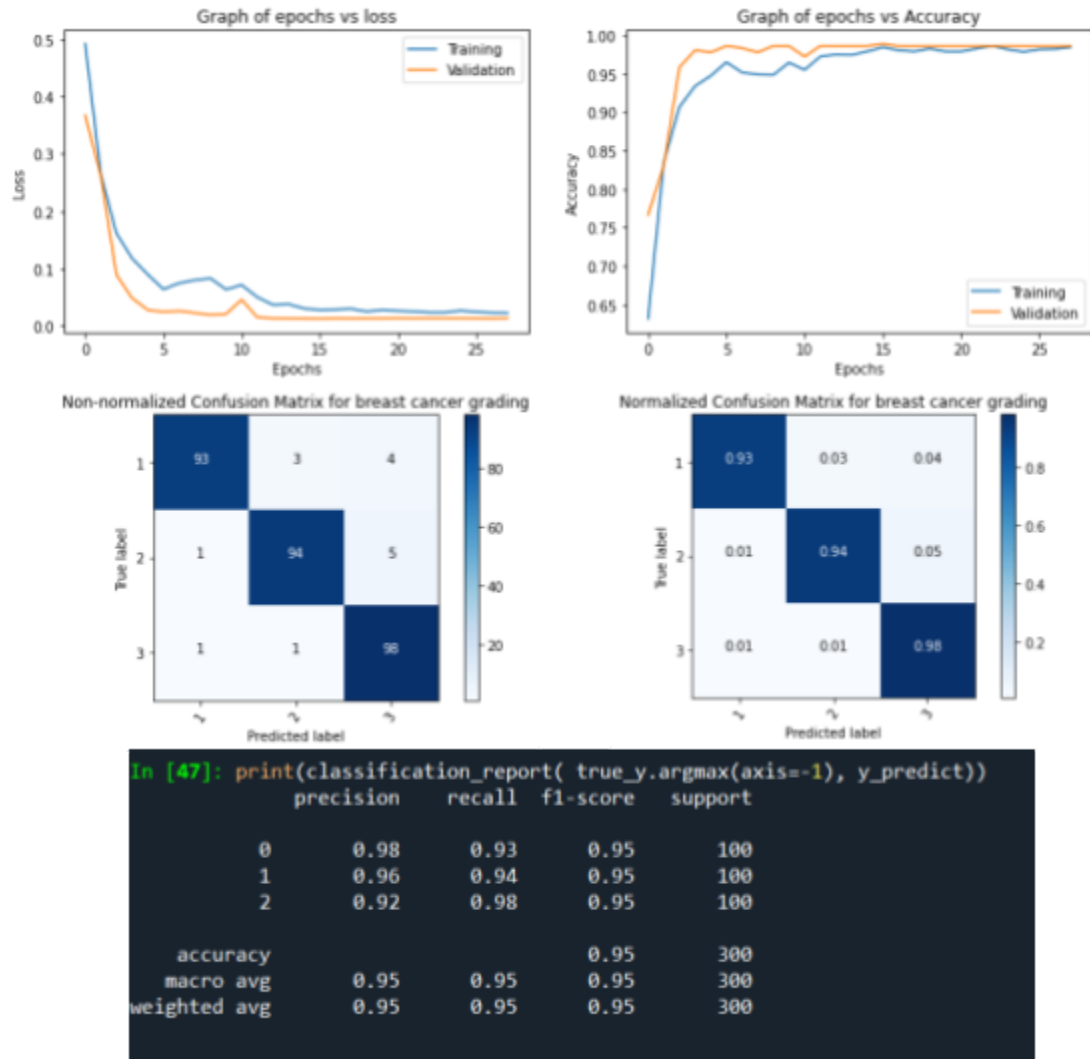 Graph of epochs vs loss
0.5
0.4
0.3
0.2
0.1
0.0
Loss
Training
Validation
0 5 10 15 20 25
Epochs
Graph of epochs vs Accuracy
1.00
0.95
0.90
0.85
0.80
0.75
0.70
0.65
Accuracy
Training
Validation
0 5 10 15 20 25
Epochs
Non-normalized Confusion Matrix for breast cancer grading
1 93 3 4
2 1 94 5
3 1 1 98
True label
1 2 3
Predicted label
80
60
40
20
Normalized Confusion Matrix for breast cancer grading
1 0.93 0.03 0.04
2 0.01 0.94 0.05
3 0.01 0.01 0.98
True label
1 2 3
Predicted label
0.8
0.6
0.4
0.2
In [47]: print(classification_report( true_y.argmax(axis=-1), y_predict))
precision recall f1-score support
0 0.98 0.93 0.95 100
1 0.96 0.94 0.95 100
2 0.92 0.98 0.95 100
accuracy 0.95 300
macro avg 0.95 0.95 0.95 300
weighted avg 0.95 0.95 0.95 300